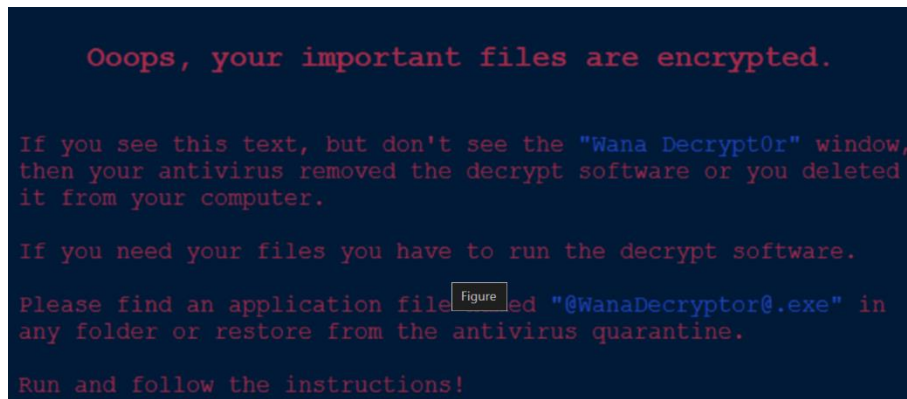 Ooops, your important files are encrypted.
If you see this text, but don't see the "Wana Decrypt0r" window,
then your antivirus removed the decrypt software or you deleted
it from your computer.
If you need your files you have to run the decrypt software.
Please find an application file ed "@WanaDecryptor@.exe" in
Figure
any folder or restore from the antivirus quarantine.
Run and follow the instructions!